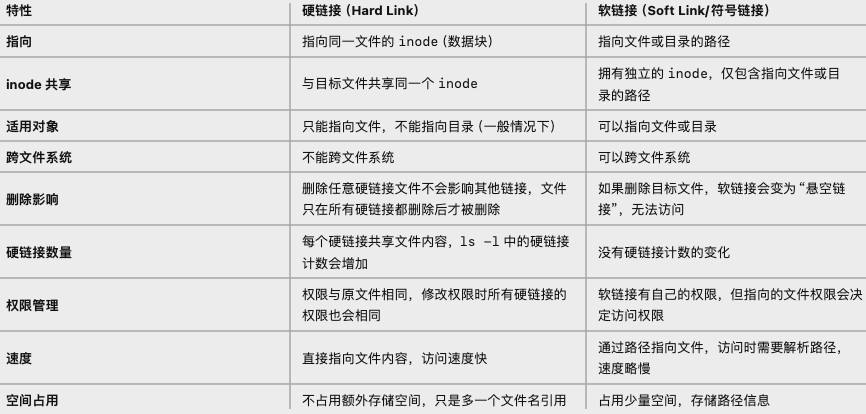 特性 硬链接（Hard Link） 软链接（Soft Link/符号链接）
指向 指向同一文件的 inode（数据块） 指向文件或目录的路径
inode 共享 与目标文件共享同一个 inode 拥有独立的 inode，仅包含指向文件或目
录的路径
适用对象 只能指向文件，不能指向目录（一般情况下） 可以指向文件或目录
跨文件系统 不能跨文件系统 可以跨文件系统
删除影响 删除任意硬链接文件不会影响其他链接，文件
只在所有硬链接都删除后才被删除 如果删除目标文件，软链接会变为“悬空链
接”，无法访问
硬链接数量 每个硬链接共享文件内容，ls -l 中的硬链接
计数会增加 没有硬链接计数的变化
权限管理 权限与原文件相同，修改权限时所有硬链接的
权限也会相同 软链接有自己的权限，但指向的文件权限会决
定访问权限
速度 直接指向文件内容，访问速度快 通过路径指向文件，访问时需要解析路径，
速度略慢
空间占用 不占用额外存储空间，只是多一个文件名引用 占用少量空间，存储路径信息